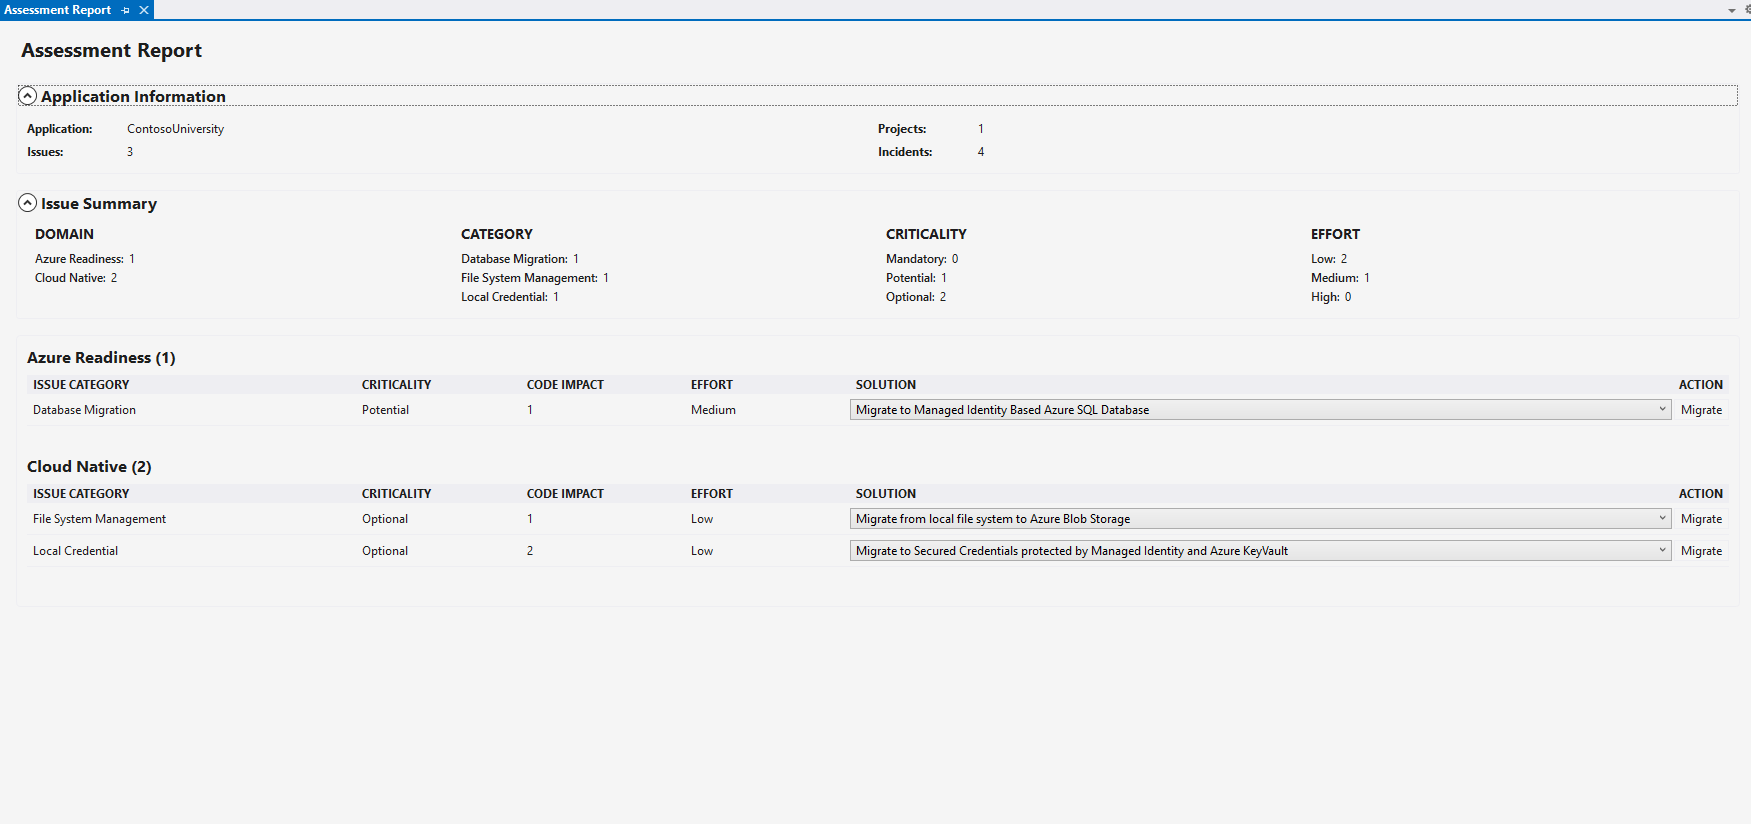 Assessment Report
Assessment Report
Application Information
Application: ContosoUniversity Projects: 1
Issues: 3 Incidents: 4
Issue Summary
DOMAIN CATEGORY CRITICALITY EFFORT
Azure Readiness: 1 Database Migration: 1 Mandatory: 0 Low: 2
Cloud Native: 2 File System Management: 1 Potential: 1 Medium: 1
Local Credential: 1 Optional: 2 High: 0
Azure Readiness (1)
ISSUE CATEGORY CRITICALITY CODE IMPACT EFFORT SOLUTION ACTION
Database Migration Potential 1 Medium Migrate to Managed Identity Based Azure SQL Database Migrate
Cloud Native (2)
ISSUE CATEGORY CRITICALITY CODE IMPACT EFFORT SOLUTION ACTION
File System Management Optional 1 Low Migrate from local file system to Azure Blob Storage Migrate
Local Credential Optional 2 Low Migrate to Secured Credentials protected by Managed Identity and Azure KeyVault Migrate